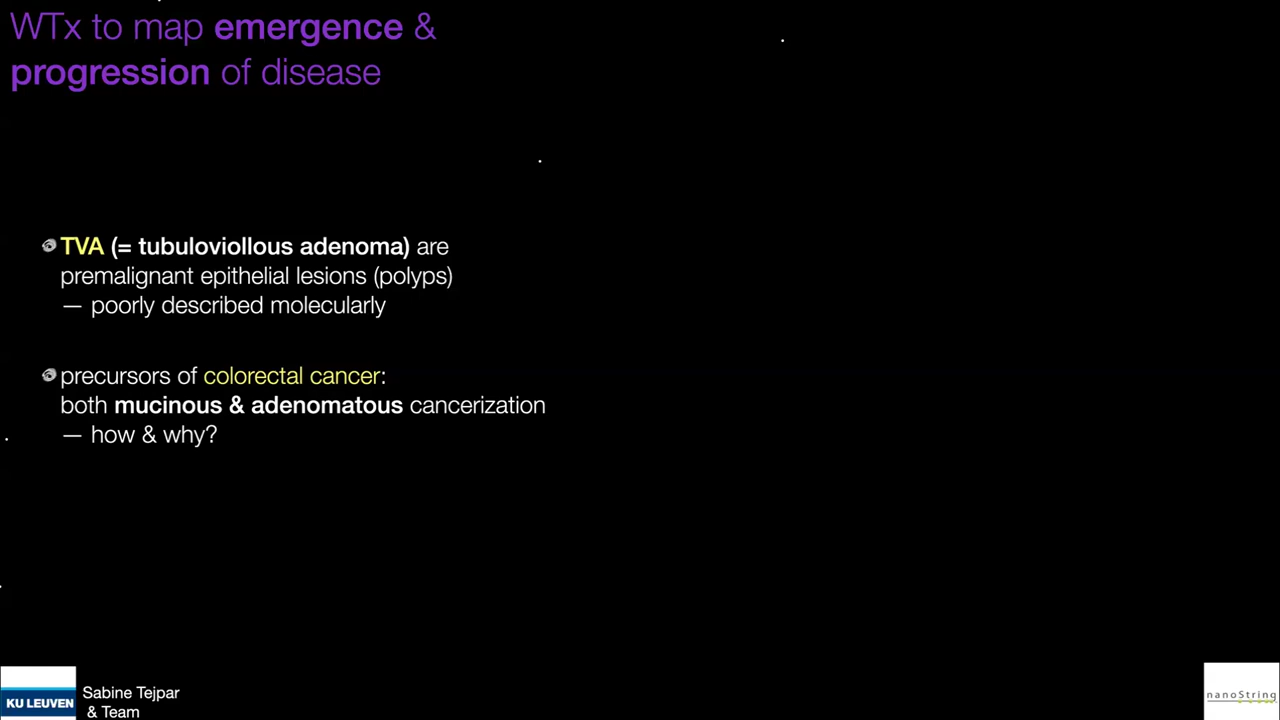 WTx to map emergence &
progression of disease
TVA (= tubuloviollous adenoma) are
premalignant epithelial lesions (polyps)
— poorly described molecularly
precursors of colorectal cancer:
both mucinous & adenomatous cancerization
— how & why?
KU LEUVEN
Sabine Tejpar
& Team
nanoString